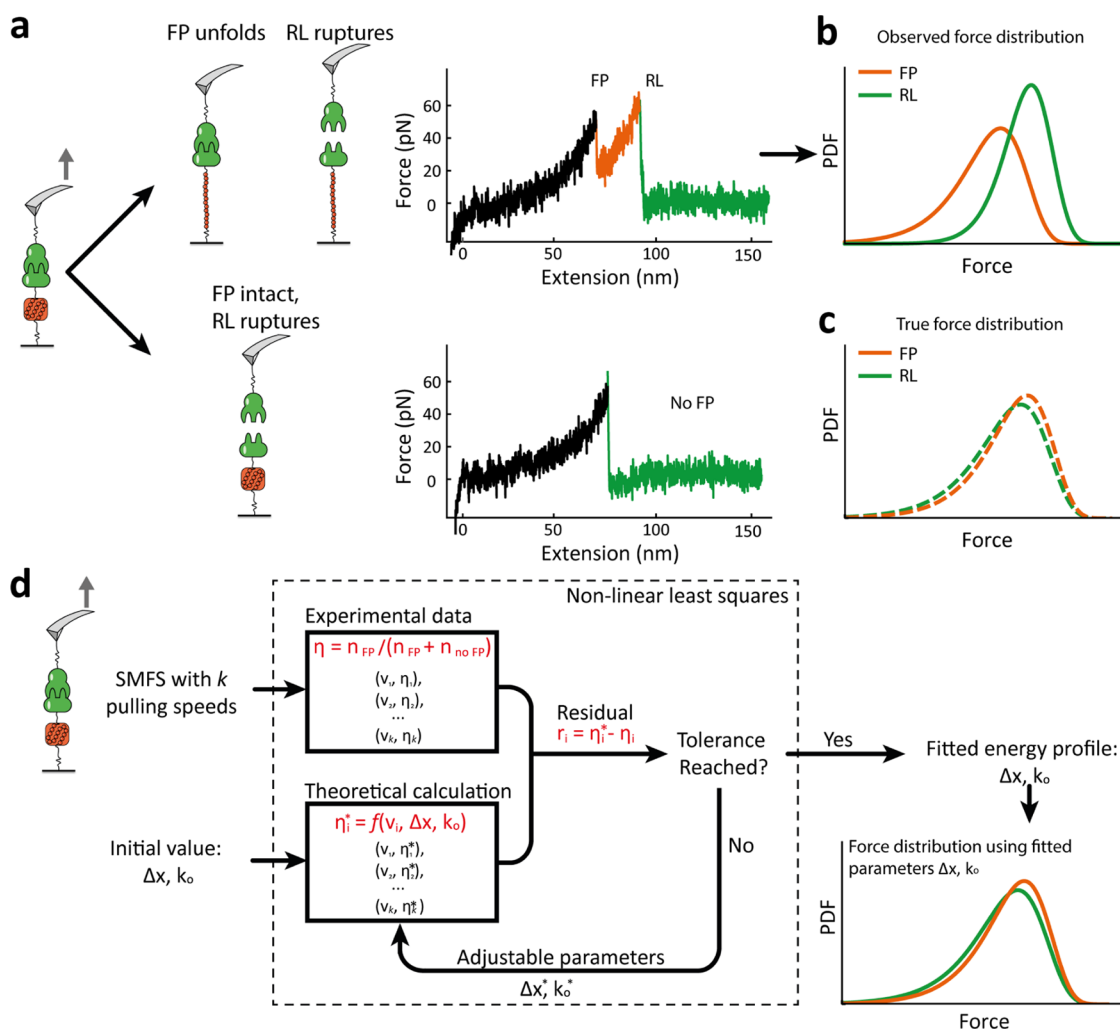 a
FP unfolds
RL ruptures
FP
RL
Force (pN)
60
40
20
0
0
50
100
150
Extension (nm)
b
Observed force distribution
FP
RL
PDF
Force
FP intact,
RL ruptures
No FP
Force (pN)
60
40
20
0
0
50
100
150
Extension (nm)
c
True force distribution
FP
RL
PDF
Force
d
Non-linear least squares
Experimental data
η = n FP /(n FP + n no FP)
(v₁, η₁),
(v₂, η₂),
...
(vₖ, ηₖ)
SMFS with k
pulling speeds
Residual
rᵢ = ηᵢ* - ηᵢ
Tolerance
Reached?
Yes
Fitted energy profile:
Δx, k₀
Theoretical calculation
ηᵢ* = f(vᵢ, Δx, k₀)
(v₁, η₁*),
(v₂, η₂*),
...
(vₖ, ηₖ*)
Initial value:
Δx, k₀
No
Adjustable parameters
Δx*, k₀*
Force distribution using fitted
parameters Δx, k₀
PDF
Force